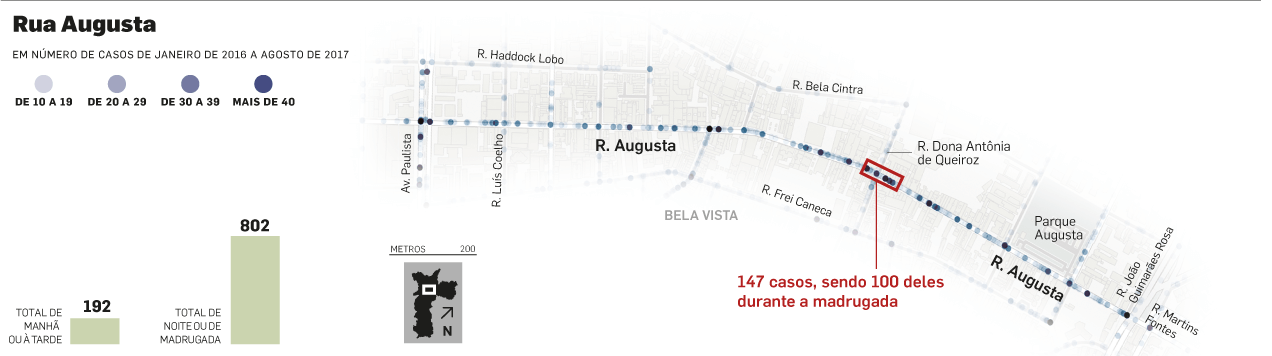 Rua Augusta
EM NÚMERO DE CASOS DE JANEIRO DE 2016 A AGOSTO DE 2017
DE 10 A 19
DE 20 A 29
DE 30 A 39
MAIS DE 40
R. Haddock Lobo
R. Bela Cintra
Av. Paulista
R. Luís Coelho
R. Augusta
R. Dona Antônia
de Queiroz
R. Frei Caneca
BELA VISTA
Parque
Augusta
R. Augusta
R. João
Guimarães Rosa
R. Martins
Fontes
147 casos, sendo 100 deles
durante a madrugada
METROS 200
N
802
192
TOTAL DE
MANHÃ
OU À TARDE
TOTAL DE
NOITE OU DE
MADRUGADA